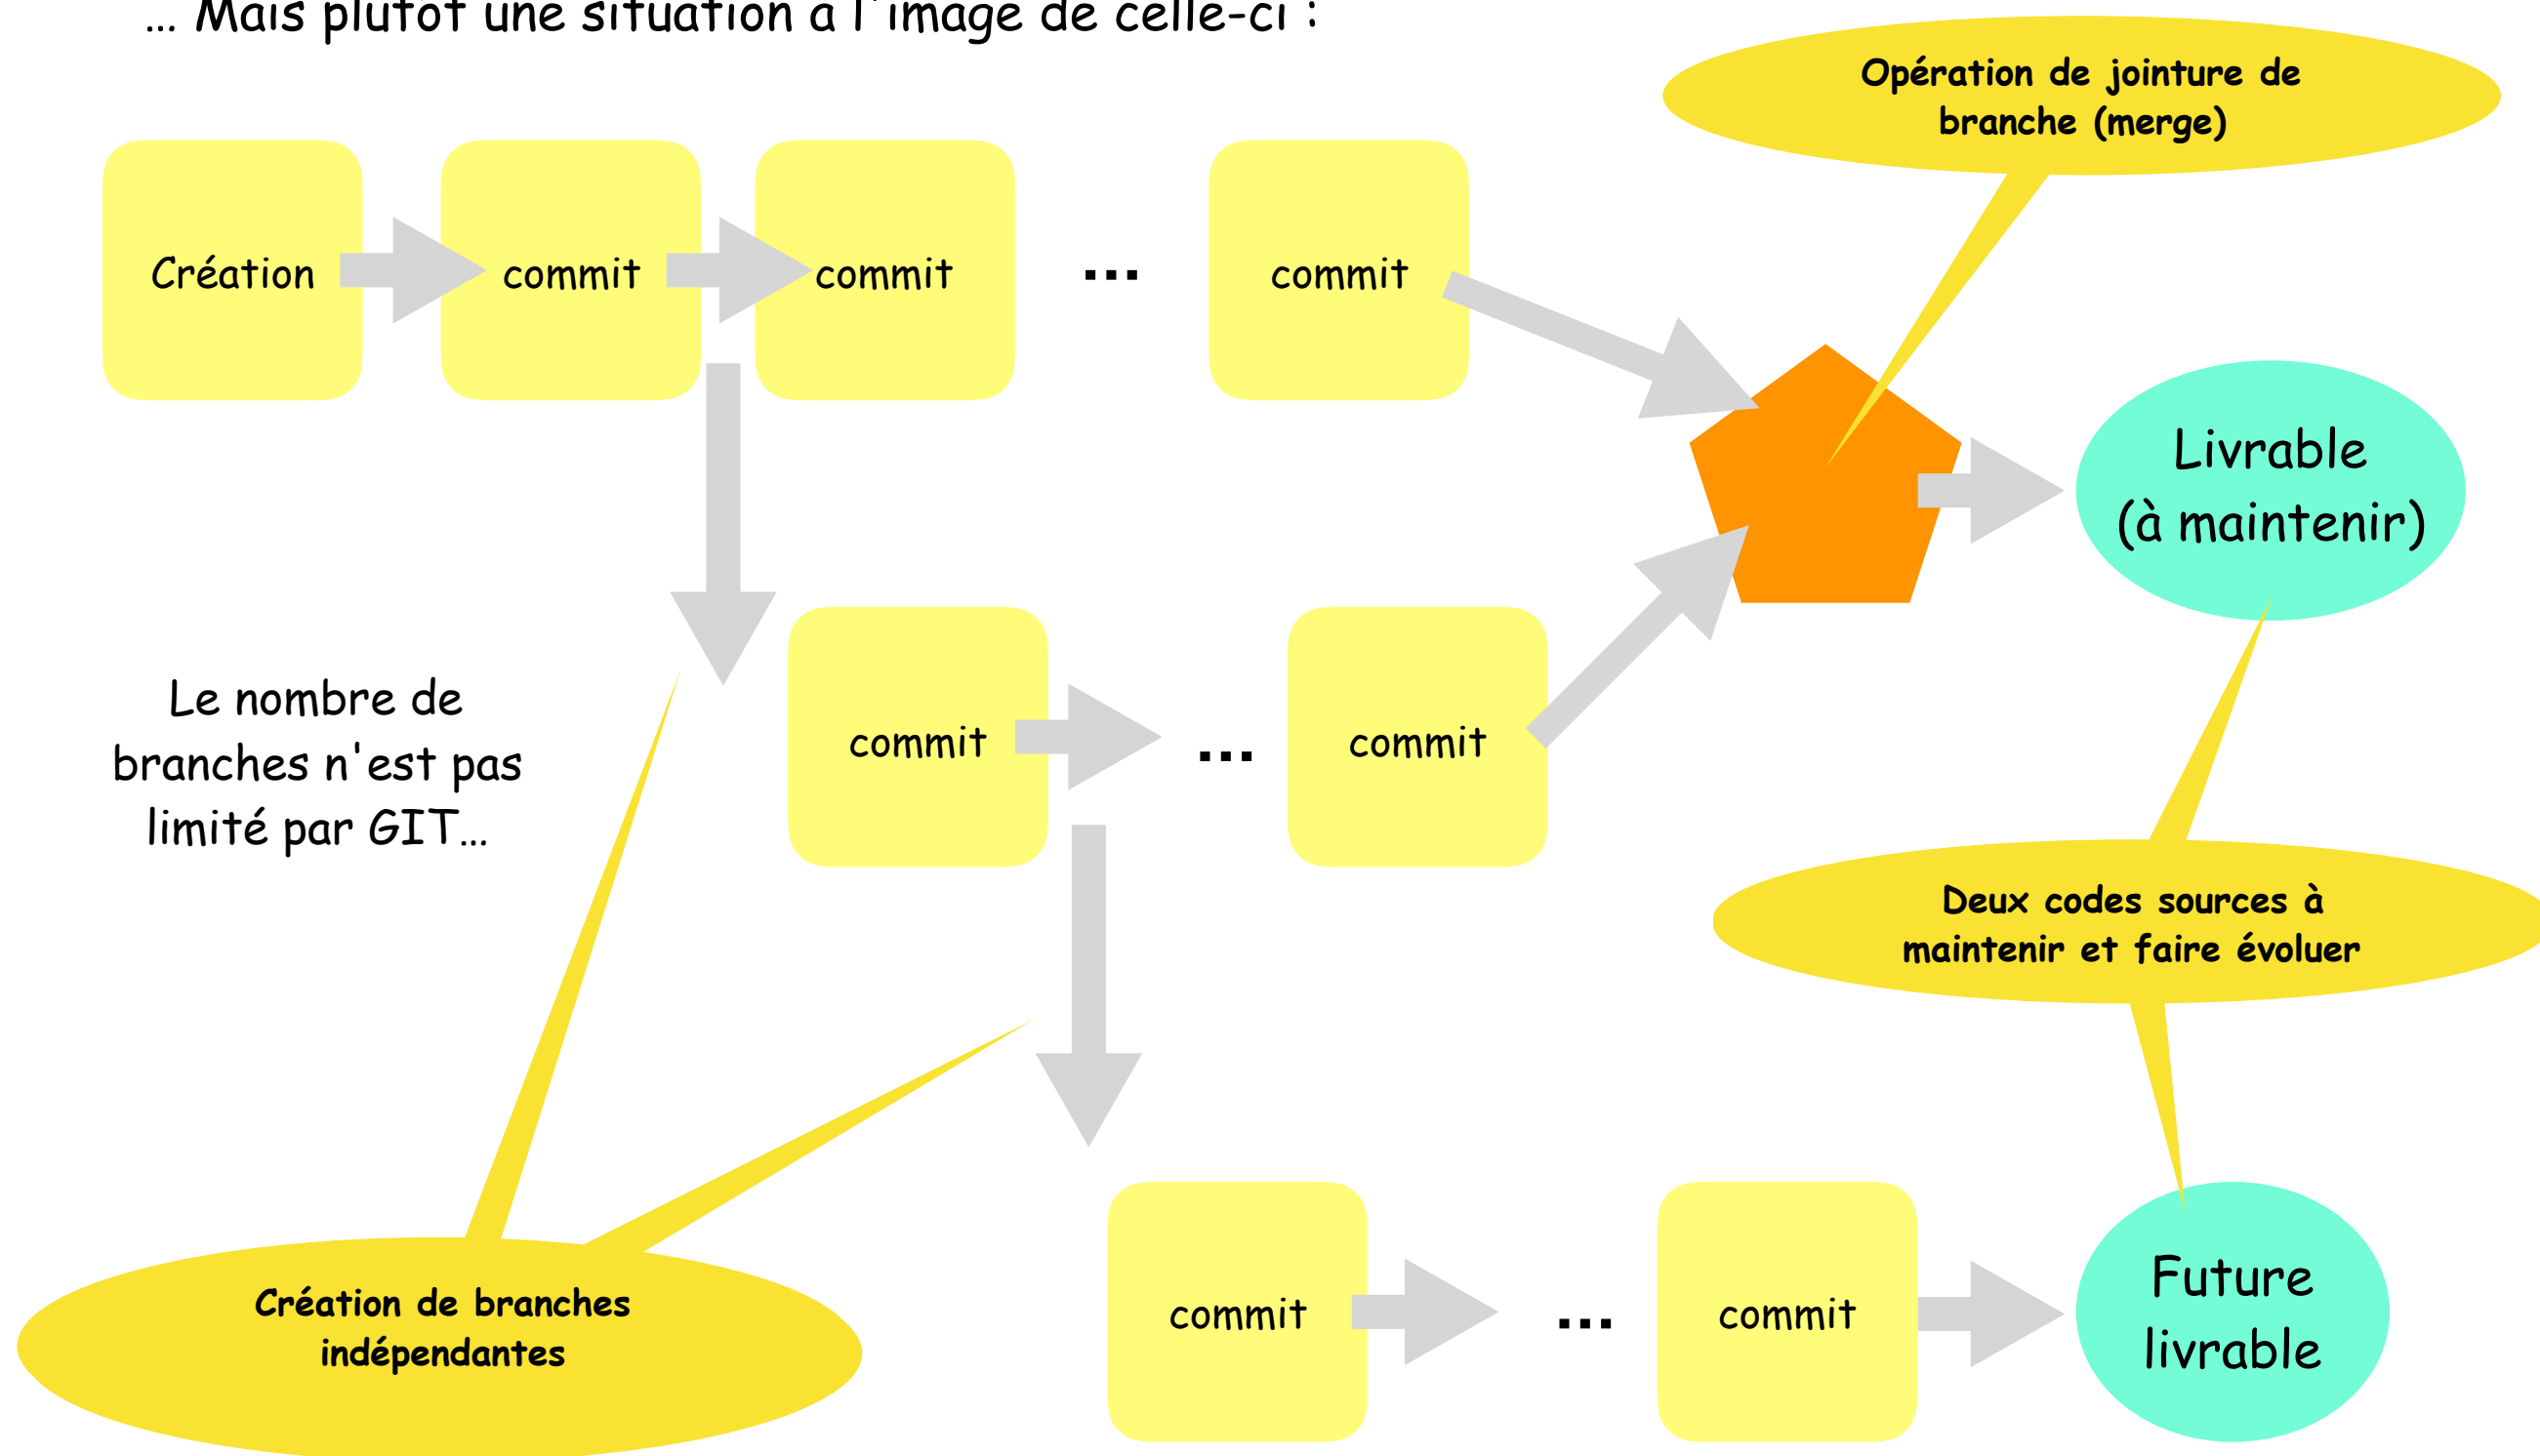 ... Mais plutôt une situation à l'image de celle-ci :
Opération de jointure de
branche (merge)
Création
commit
commit
...
commit
Livrable
(à maintenir)
Le nombre de
branches n'est pas
limité par GIT...
commit
...
commit
Deux codes sources à
maintenir et faire évoluer
Création de branches
indépendantes
commit
...
commit
Future
livrable